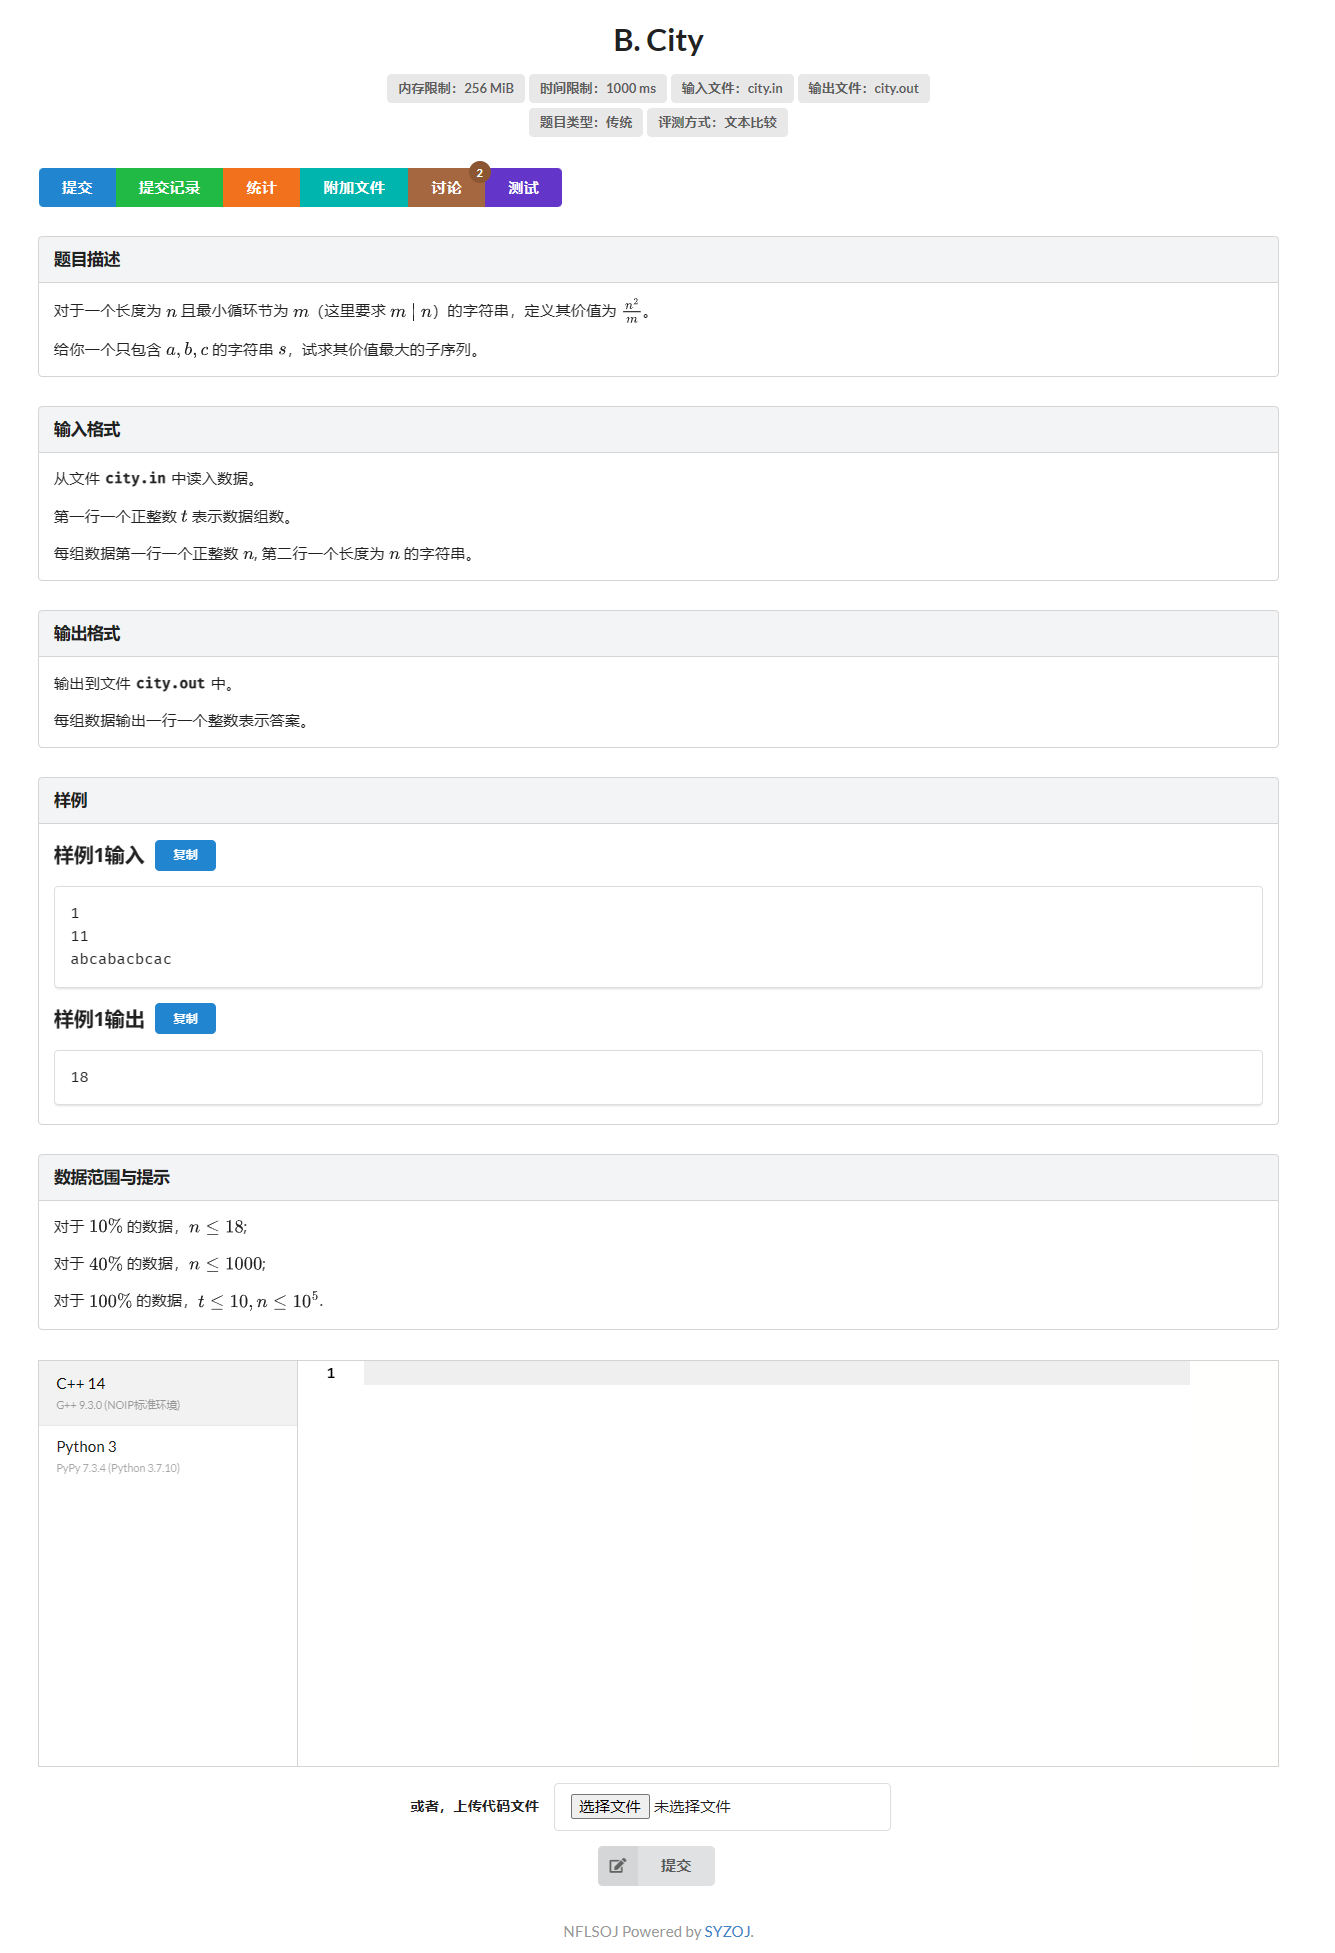 B. City
内存限制：256 MiB 时间限制：1000 ms 输入文件：city.in 输出文件：city.out
题目类型：传统 评测方式：文本比较
提交 提交记录 统计 附加文件 讨论 2 测试
题目描述
对于一个长度为 n 且最小循环节为 m（这里要求 m | n）的字符串，定义其价值为 n²/m。
给你一个只包含 a, b, c 的字符串 s，试求其价值最大的子序列。
输入格式
从文件 city.in 中读入数据。
第一行一个正整数 t 表示数据组数。
每组数据第一行一个正整数 n, 第二行一个长度为 n 的字符串。
输出格式
输出到文件 city.out 中。
每组数据输出一行一个整数表示答案。
样例
样例1输入 复制
1
11
abcabacbcac
样例1输出 复制
18
数据范围与提示
对于 10% 的数据，n ≤ 18;
对于 40% 的数据，n ≤ 1000;
对于 100% 的数据，t ≤ 10, n ≤ 10⁵.
C++ 14
G++ 9.3.0 (NOIP标准环境)
1
Python 3
PyPy 7.3.4 (Python 3.7.10)
或者，上传代码文件 选择文件 未选择文件
提交
NFLSOJ Powered by SYZOJ.